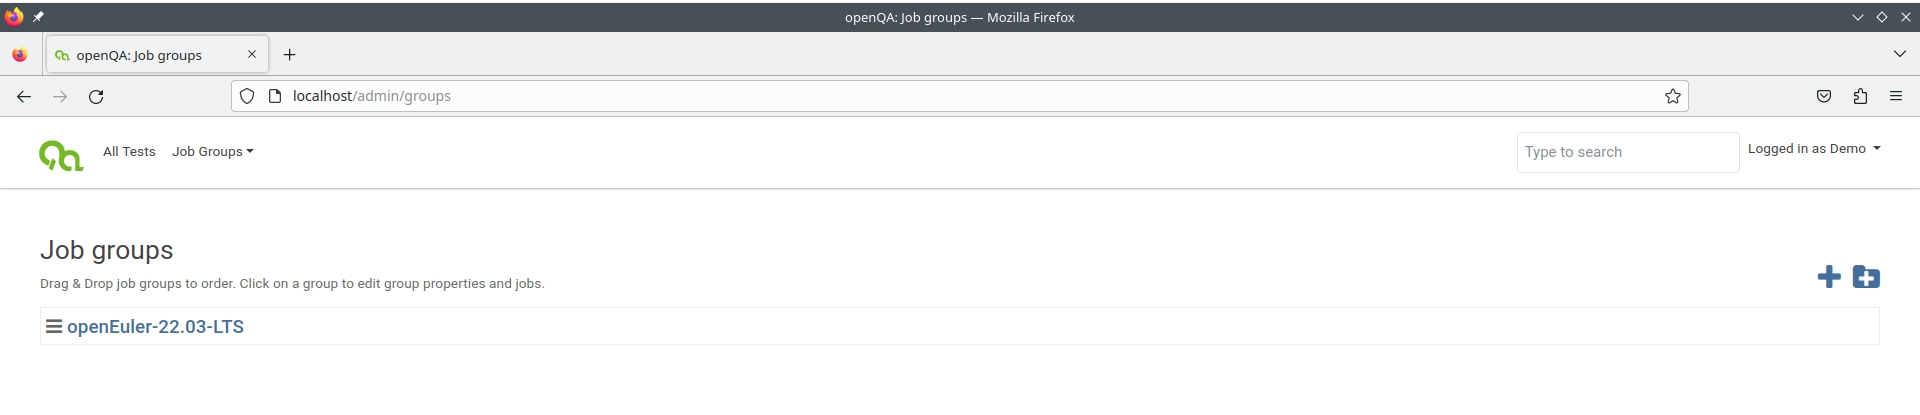 openQA: Job groups — Mozilla Firefox
openQA: Job groups
localhost/admin/groups
All Tests Job Groups
Type to search
Logged in as Demo
Job groups
Drag & Drop job groups to order. Click on a group to edit group properties and jobs.
openEuler-22.03-LTS